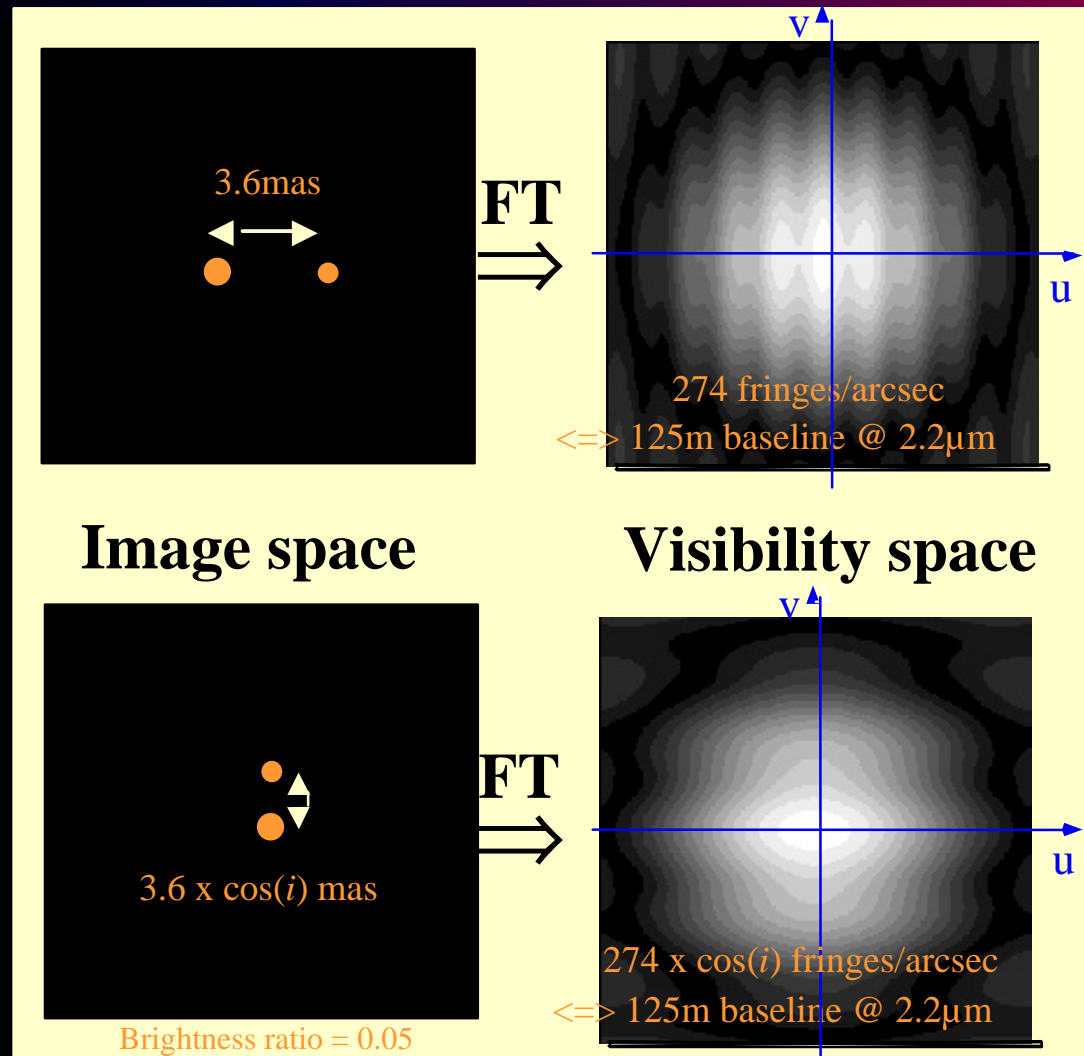 v
3.6mas
FT
u
274 fringes/arcsec
<=> 125m baseline @ 2.2µm
Image space
Visibility space
v
FT
u
3.6 x cos(i) mas
274 x cos(i) fringes/arcsec
<=> 125m baseline @ 2.2µm
Brightness ratio = 0.05